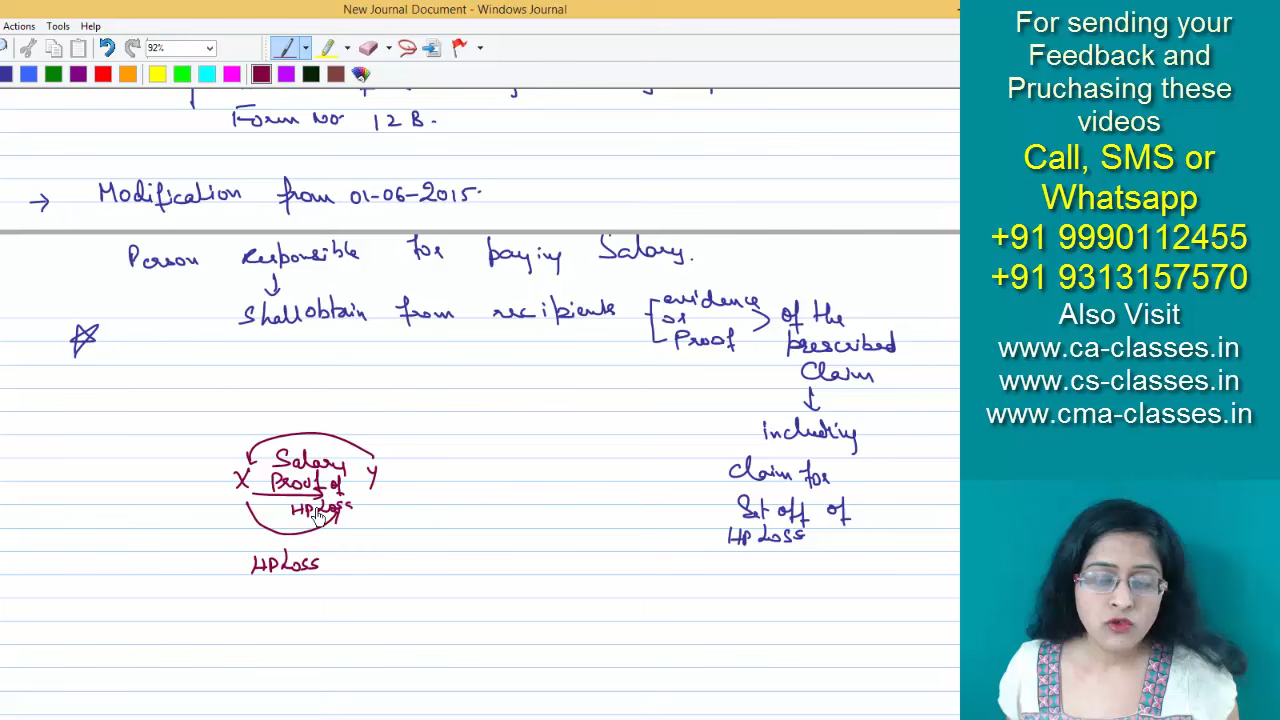 New Journal Document - Windows Journal
Actions Tools Help
92%
Form No 12 B.
→ Modification from 01-06-2015.
Person responsible for paying Salary.
Shall obtain from recipients evidence or Proof of the prescribed Claim
including
Claim for
Set off of
HP Loss
Salary
X Proof of Y
HP Loss
HP Loss
For sending your
Feedback and
Pruchasing these
videos
Call, SMS or
Whatsapp
+91 9990112455
+91 9313157570
Also Visit
www.ca-classes.in
www.cs-classes.in
www.cma-classes.in